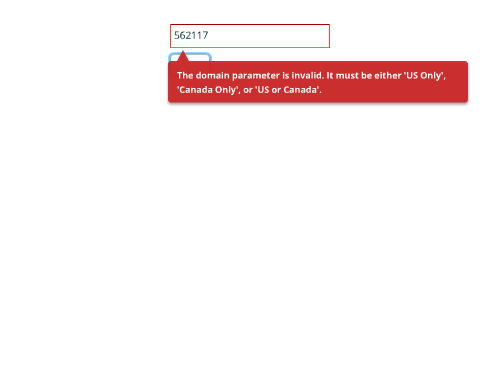 562117
The domain parameter is invalid. It must be either 'US Only',
'Canada Only', or 'US or Canada'.